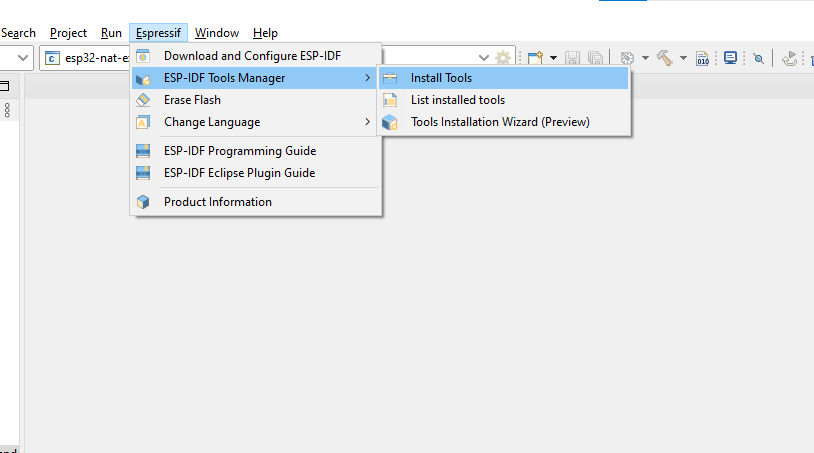 Search Project Run Espressif Window Help
esp32-nat-e
Download and Configure ESP-IDF
ESP-IDF Tools Manager
Install Tools
Erase Flash
List installed tools
Change Language
Tools Installation Wizard (Preview)
ESP-IDF Programming Guide
ESP-IDF Eclipse Plugin Guide
Product Information